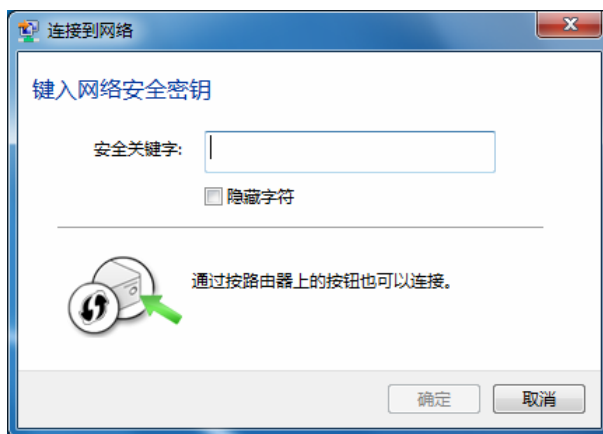 连接到网络
键入网络安全密钥
安全关键字:
隐藏字符
通过按路由器上的按钮也可以连接。
确定
取消